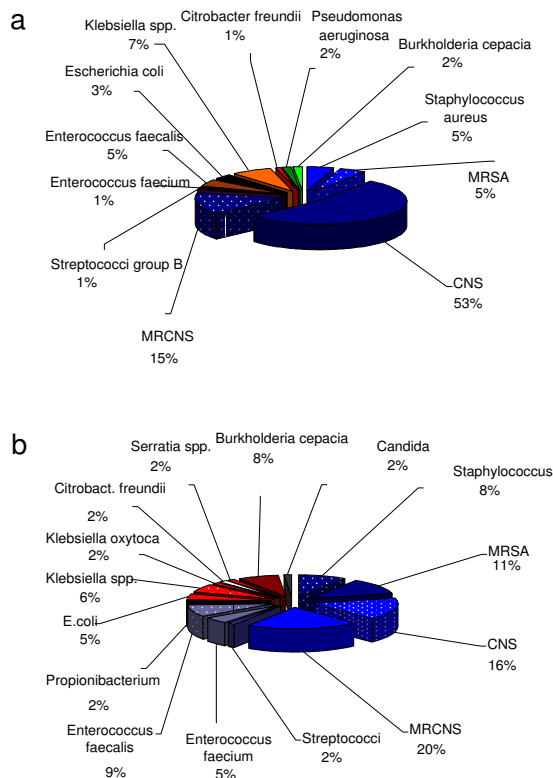 a
Klebsiella spp.
7%
Citrobacter freundii
1%
Pseudomonas
aeruginosa
2%
Burkholderia cepacia
2%
Escherichia coli
3%
Staphylococcus
aureus
5%
Enterococcus faecalis
5%
MRSA
5%
Enterococcus faecium
1%
Streptococci group B
1%
CNS
53%
MRCNS
15%
b
Serratia spp.
2%
Burkholderia cepacia
8%
Candida
2%
Staphylococcus
8%
Citrobact. freundii
2%
Klebsiella oxytoca
2%
MRSA
11%
Klebsiella spp.
6%
E.coli
5%
CNS
16%
Propionibacterium
2%
Enterococcus
faecalis
9%
Enterococcus
faecium
5%
Streptococci
2%
MRCNS
20%